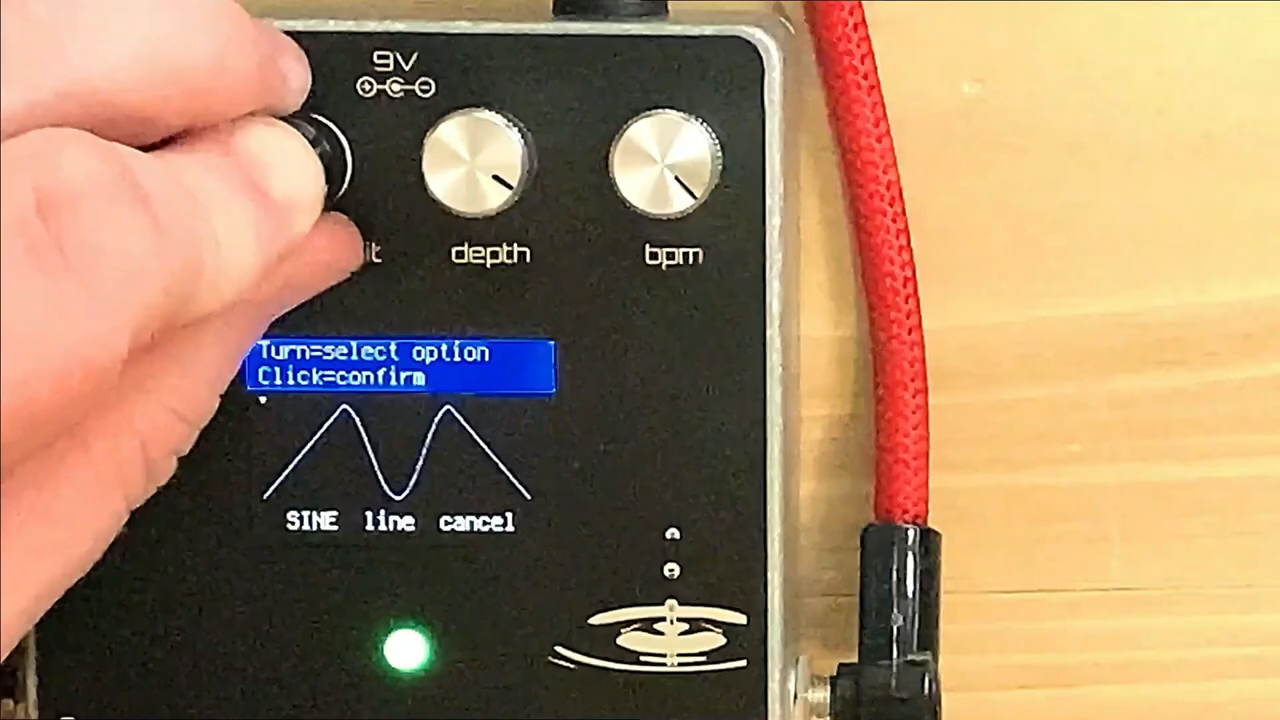 9V
depth bpm
Turn=select option
Click=confirm
SINE line cancel